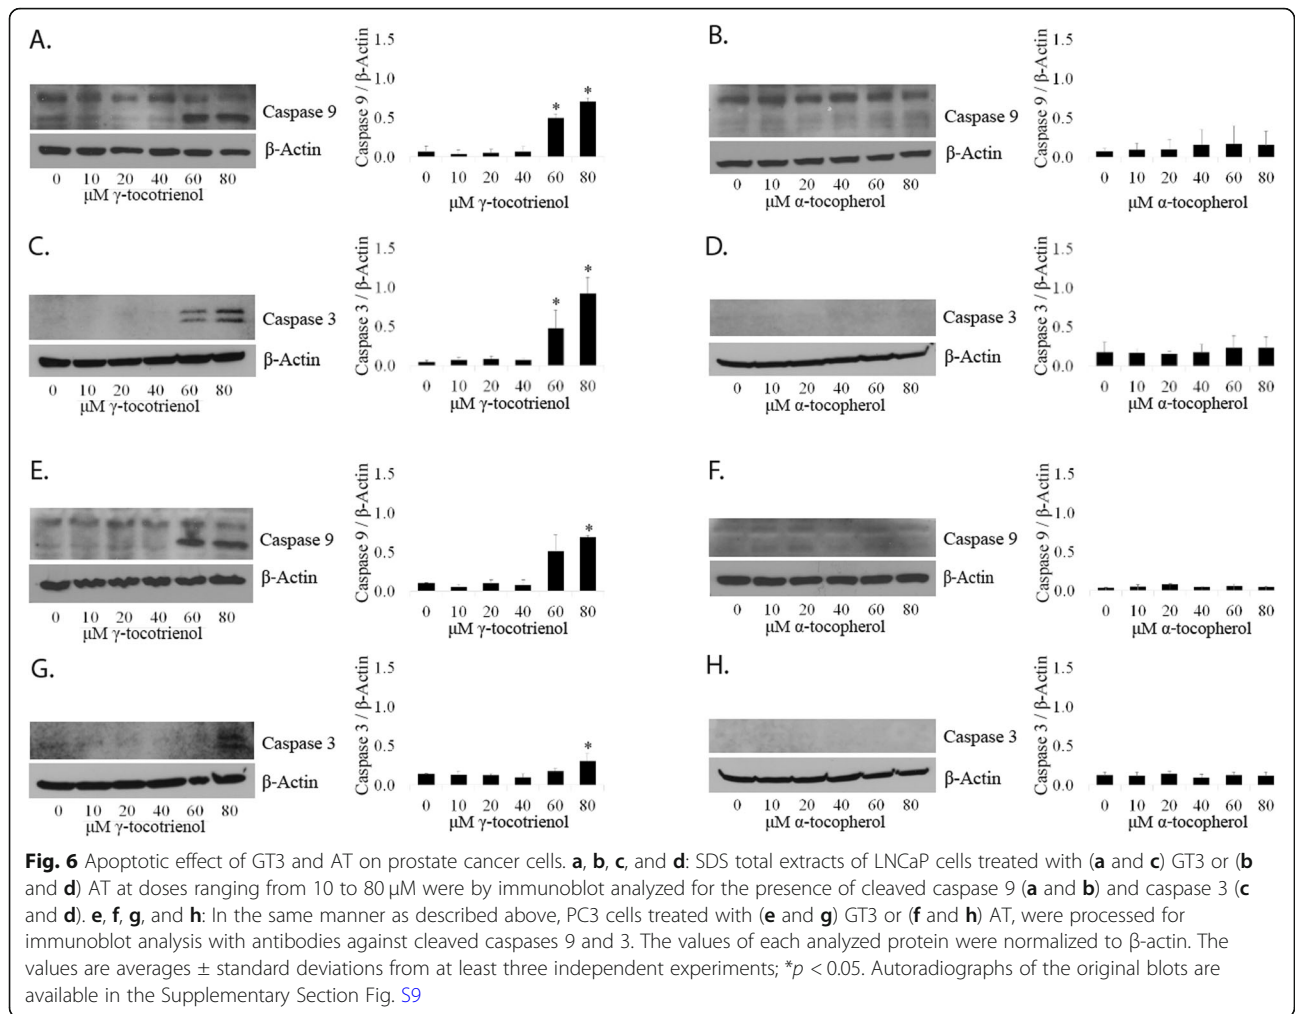 A.
Caspase 9
β-Actin
0 10 20 40 60 80
μM γ-tocotrienol
Caspase 9 / β-Actin
1.5
1.0
0.5
0.0
* *
0 10 20 40 60 80
μM γ-tocotrienol
B.
Caspase 9
β-Actin
0 10 20 40 60 80
μM α-tocopherol
Caspase 9 / β-Actin
1.5
1.0
0.5
0.0
0 10 20 40 60 80
μM α-tocopherol
C.
Caspase 3
β-Actin
0 10 20 40 60 80
μM γ-tocotrienol
Caspase 3 / β-Actin
1.5
1.0
0.5
0.0
* *
0 10 20 40 60 80
μM γ-tocotrienol
D.
Caspase 3
β-Actin
0 10 20 40 60 80
μM α-tocopherol
Caspase 3 / β-Actin
1.5
1.0
0.5
0.0
0 10 20 40 60 80
μM α-tocopherol
E.
Caspase 9
β-Actin
0 10 20 40 60 80
μM γ-tocotrienol
Caspase 9 / β-Actin
1.5
1.0
0.5
0.0
*
0 10 20 40 60 80
μM γ-tocotrienol
F.
Caspase 9
β-Actin
0 10 20 40 60 80
μM α-tocopherol
Caspase 9 / β-Actin
1.5
1.0
0.5
0.0
0 10 20 40 60 80
μM α-tocopherol
G.
Caspase 3
β-Actin
0 10 20 40 60 80
μM γ-tocotrienol
Caspase 3 / β-Actin
1.5
1.0
0.5
0.0
*
0 10 20 40 60 80
μM γ-tocotrienol
H.
Caspase 3
β-Actin
0 10 20 40 60 80
μM α-tocopherol
Caspase 3 / β-Actin
1.5
1.0
0.5
0.0
0 10 20 40 60 80
μM α-tocopherol
Fig. 6 Apoptotic effect of GT3 and AT on prostate cancer cells. a, b, c, and d: SDS total extracts of LNCaP cells treated with (a and c) GT3 or (b
and d) AT at doses ranging from 10 to 80 μM were by immunoblot analyzed for the presence of cleaved caspase 9 (a and b) and caspase 3 (c
and d). e, f, g, and h: In the same manner as described above, PC3 cells treated with (e and g) GT3 or (f and h) AT, were processed for
immunoblot analysis with antibodies against cleaved caspases 9 and 3. The values of each analyzed protein were normalized to β-actin. The
values are averages ± standard deviations from at least three independent experiments; *p < 0.05. Autoradiographs of the original blots are
available in the Supplementary Section Fig. S9